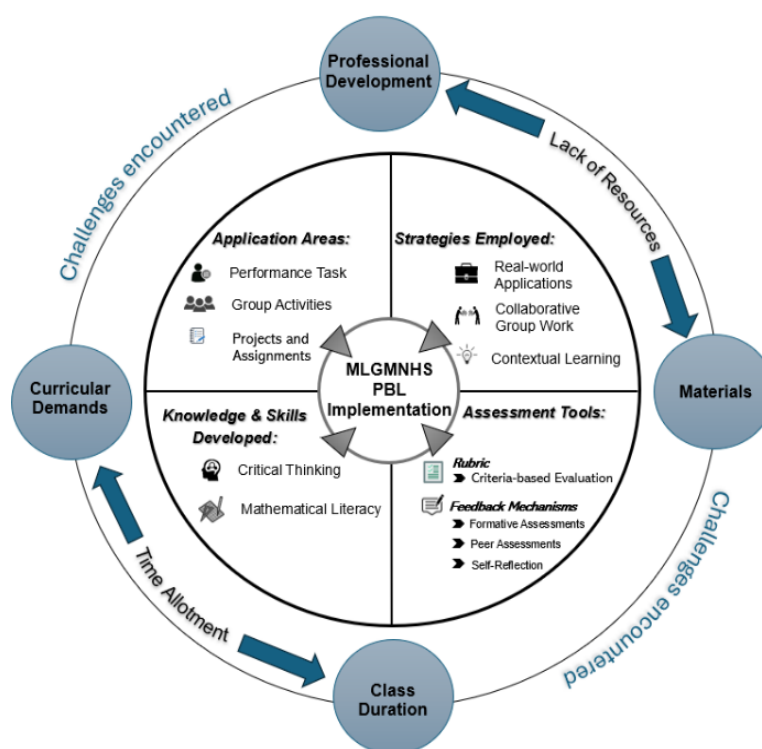 Professional
Development
Challenges encountered
Lack of Resources
Application Areas:
Performance Task
Group Activities
Projects and
Assignments
Strategies Employed:
Real-world
Applications
Collaborative
Group Work
Contextual Learning
MLGMNHS
PBL
Implementation
Curricular
Demands
Materials
Knowledge & Skills
Developed:
Critical Thinking
Mathematical Literacy
Assessment Tools:
Rubric
Criteria-based Evaluation
Feedback Mechanisms
Formative Assessments
Peer Assessments
Self-Reflection
Time Allotment
Challenges encountered
Class
Duration